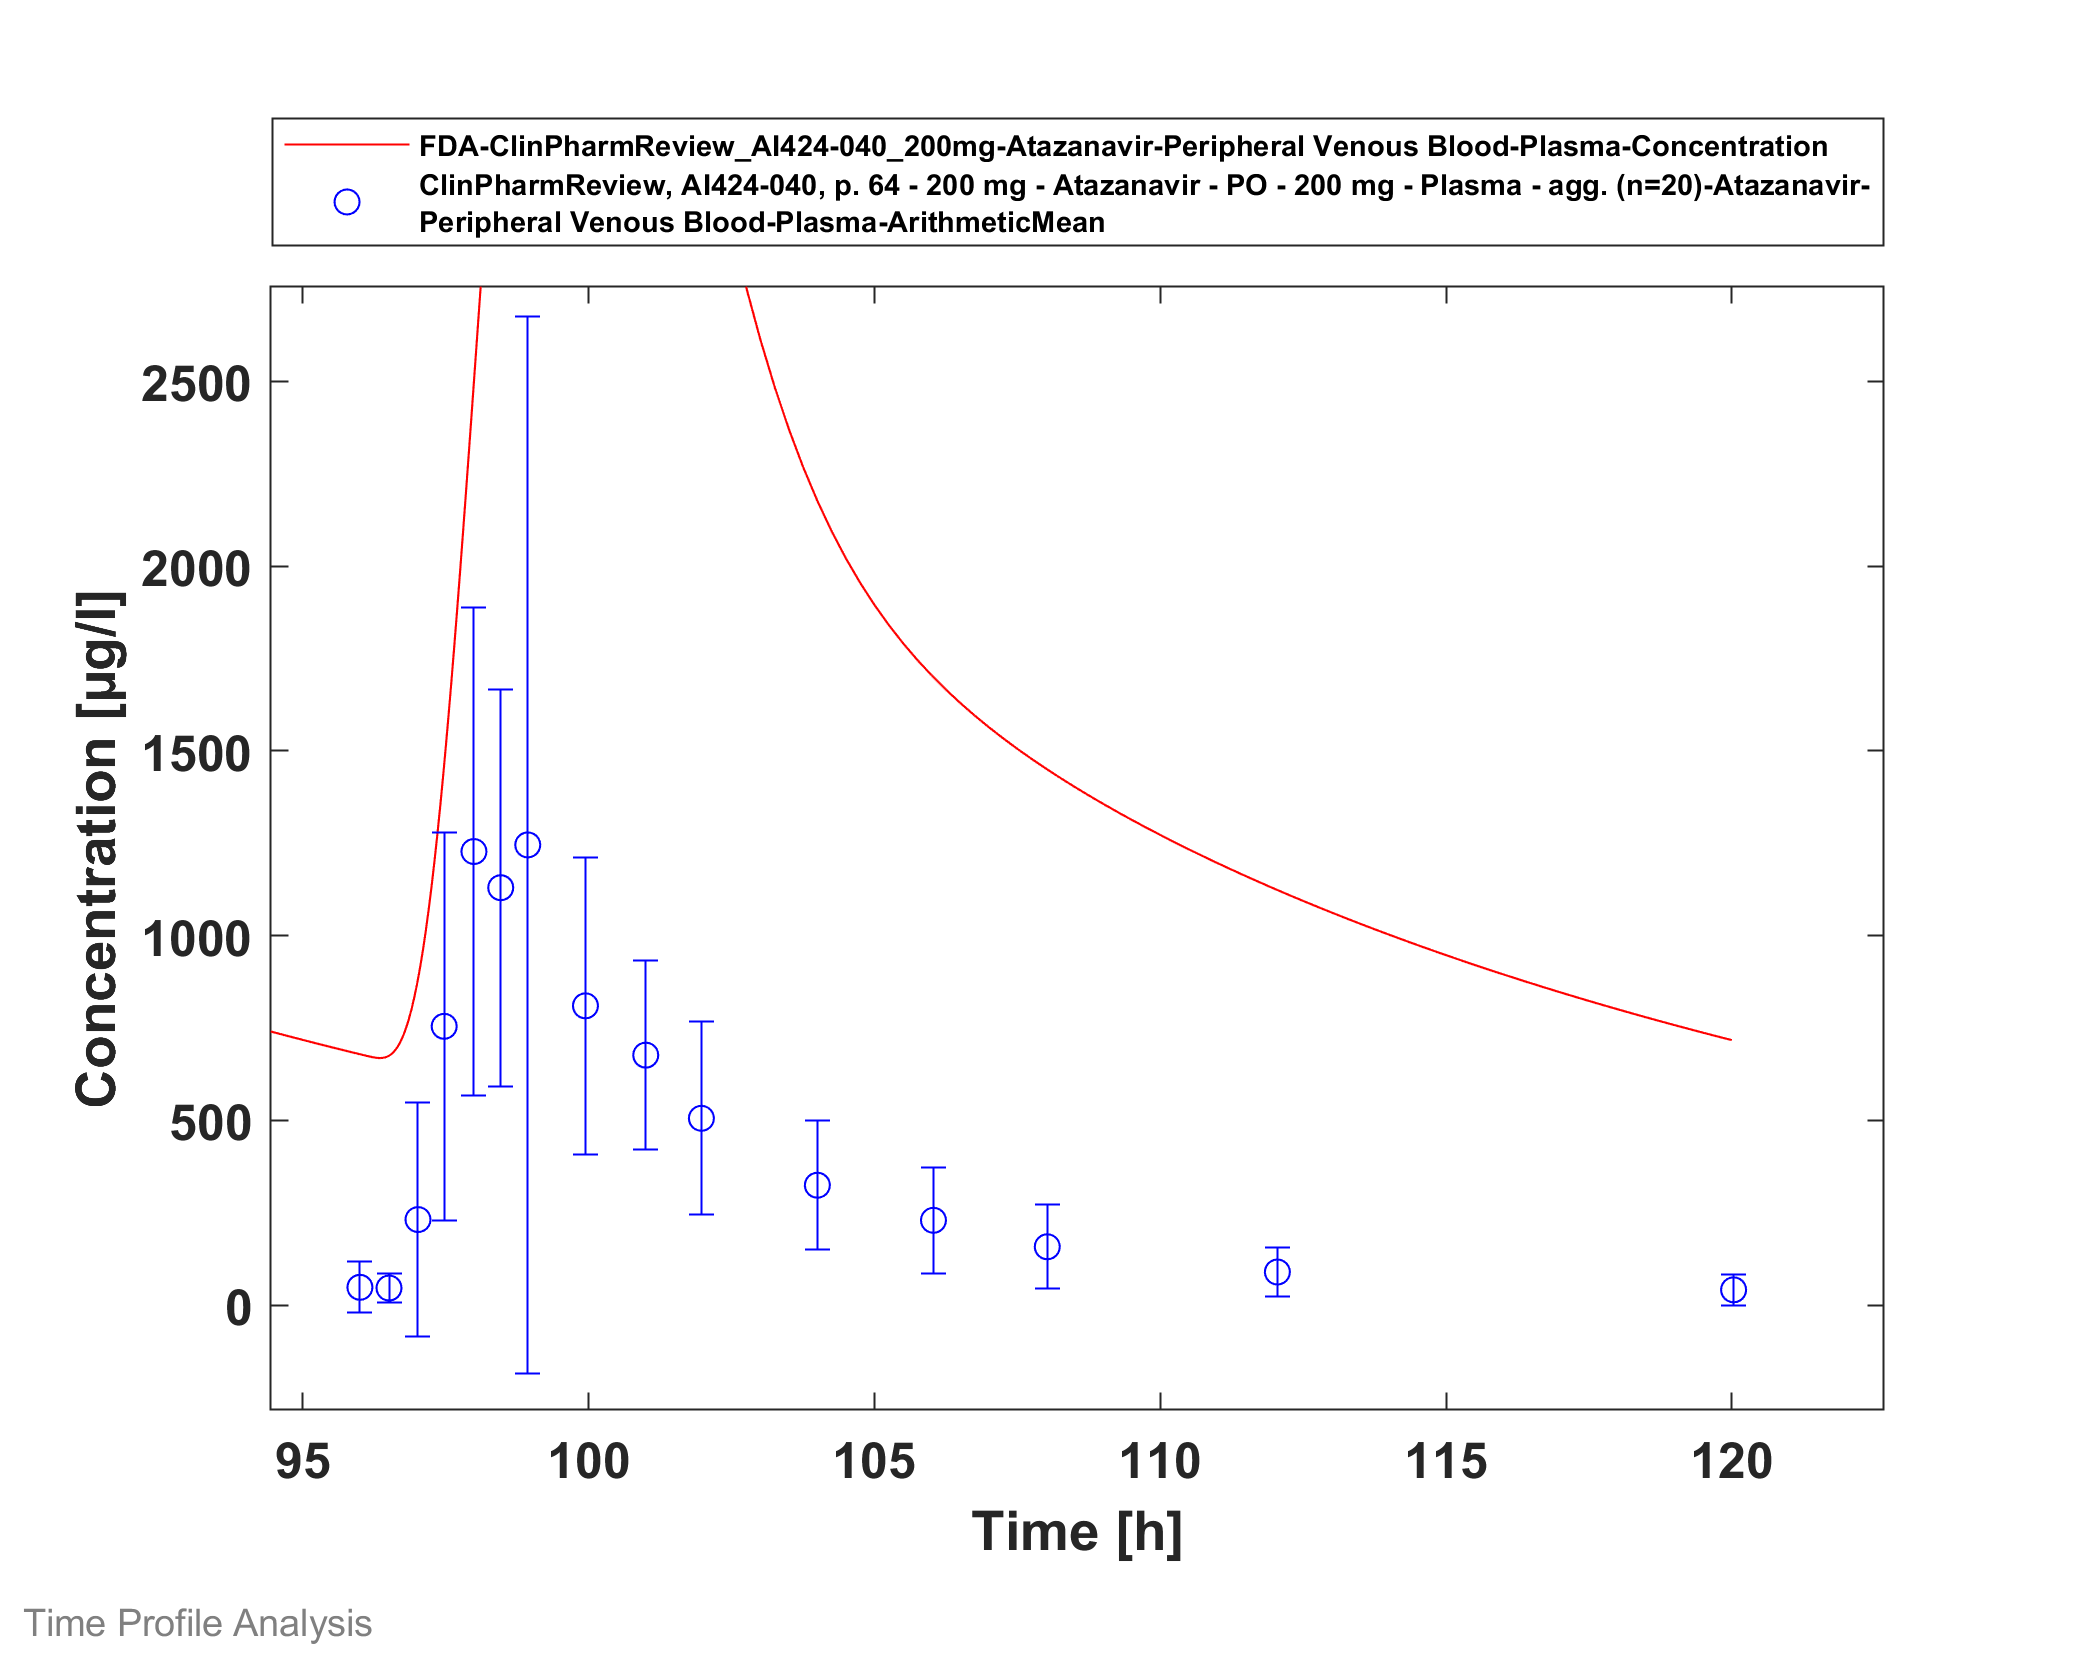 FDA-ClinPharmReview_AI424-040_200mg-Atazanavir-Peripheral Venous Blood-Plasma-Concentration
ClinPharmReview, AI424-040, p. 64 - 200 mg - Atazanavir - PO - 200 mg - Plasma - agg. (n=20)-Atazanavir-
Peripheral Venous Blood-Plasma-ArithmeticMean
Concentration [µg/l]
2500
2000
1500
1000
500
0
95 100 105 110 115 120
Time [h]
Time Profile Analysis